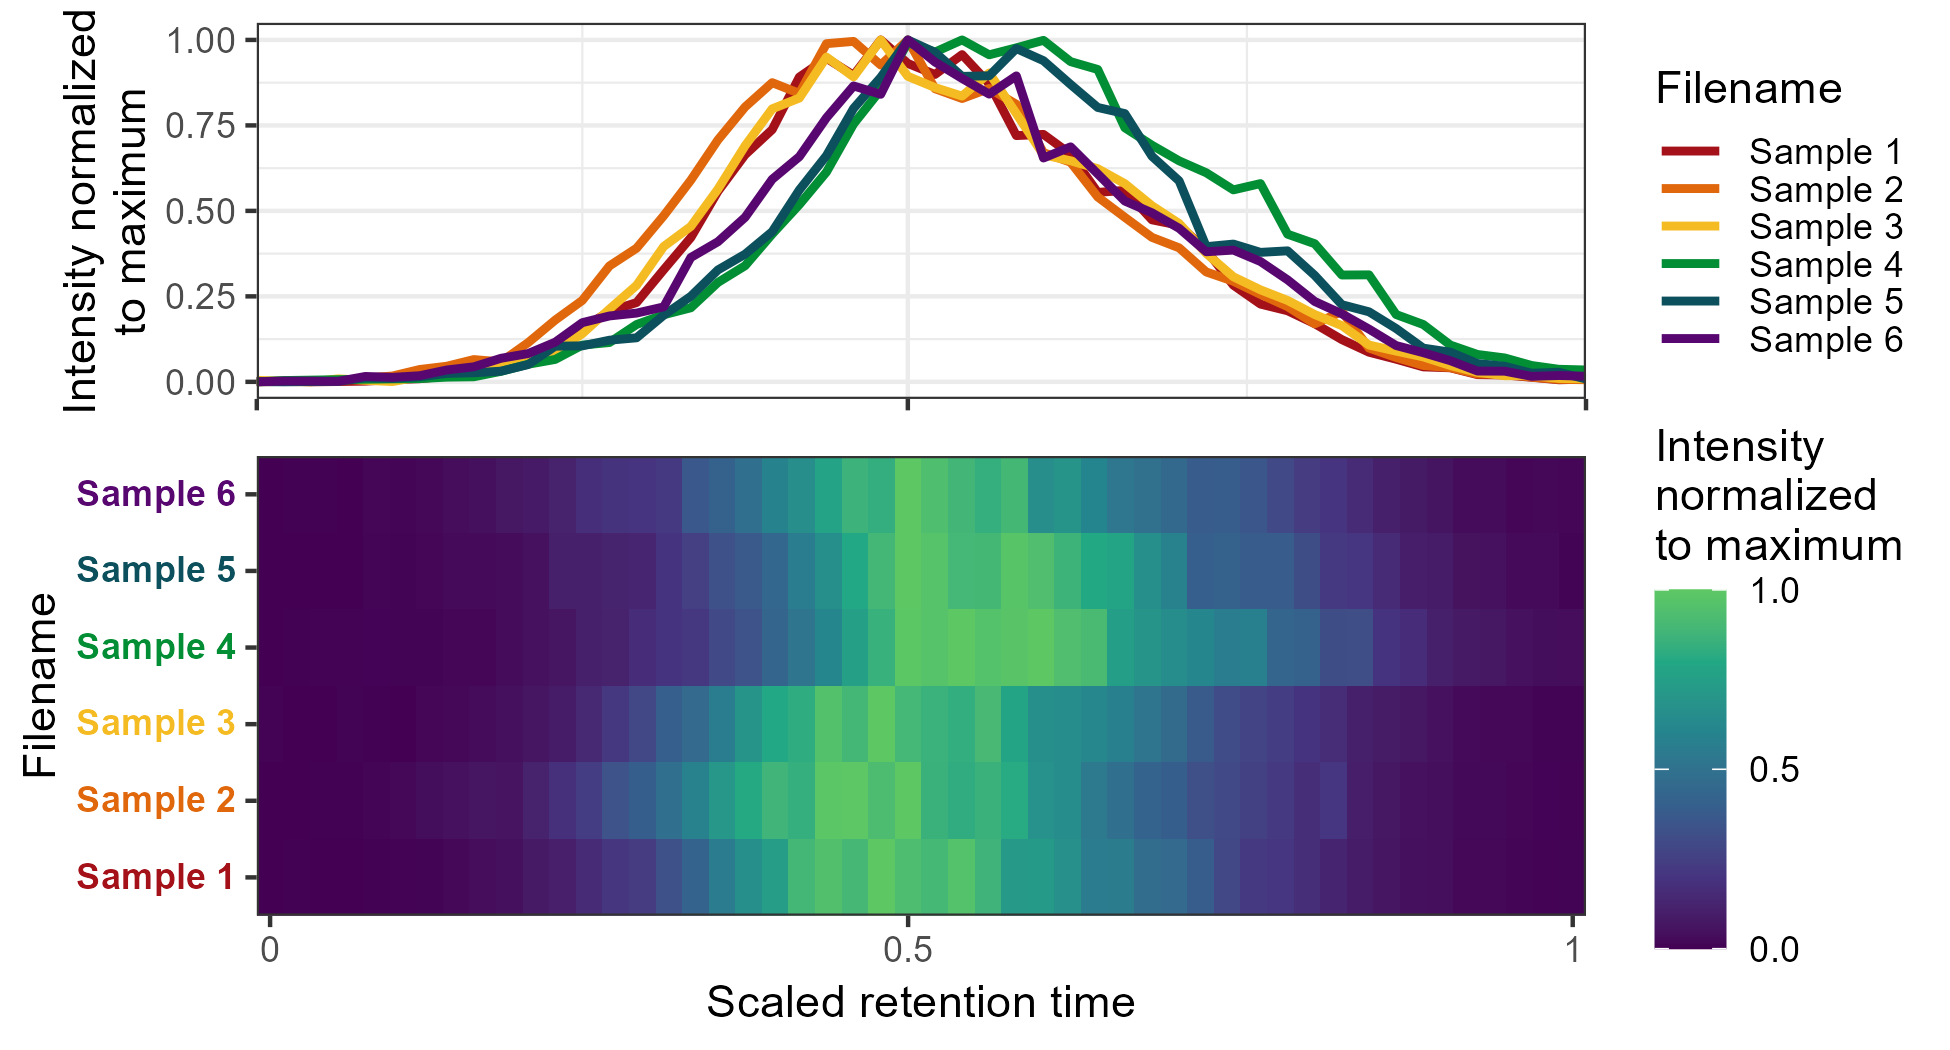 Intensity normalized
to maximum
1.00
0.75
0.50
0.25
0.00
Filename
Sample 1
Sample 2
Sample 3
Sample 4
Sample 5
Sample 6
Filename
Sample 6
Sample 5
Sample 4
Sample 3
Sample 2
Sample 1
0
0.5
1
Scaled retention time
Intensity
normalized
to maximum
1.0
0.5
0.0